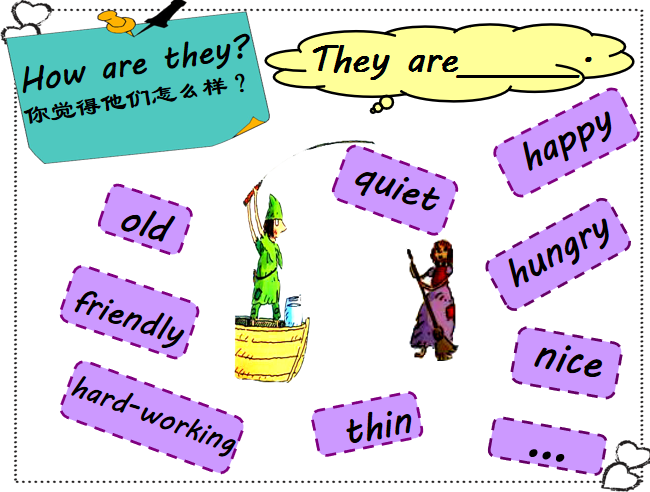 How are they?
你觉得他们怎么样？
They are________.
happy
quiet
old
hungry
friendly
nice
hard-working
thin
...